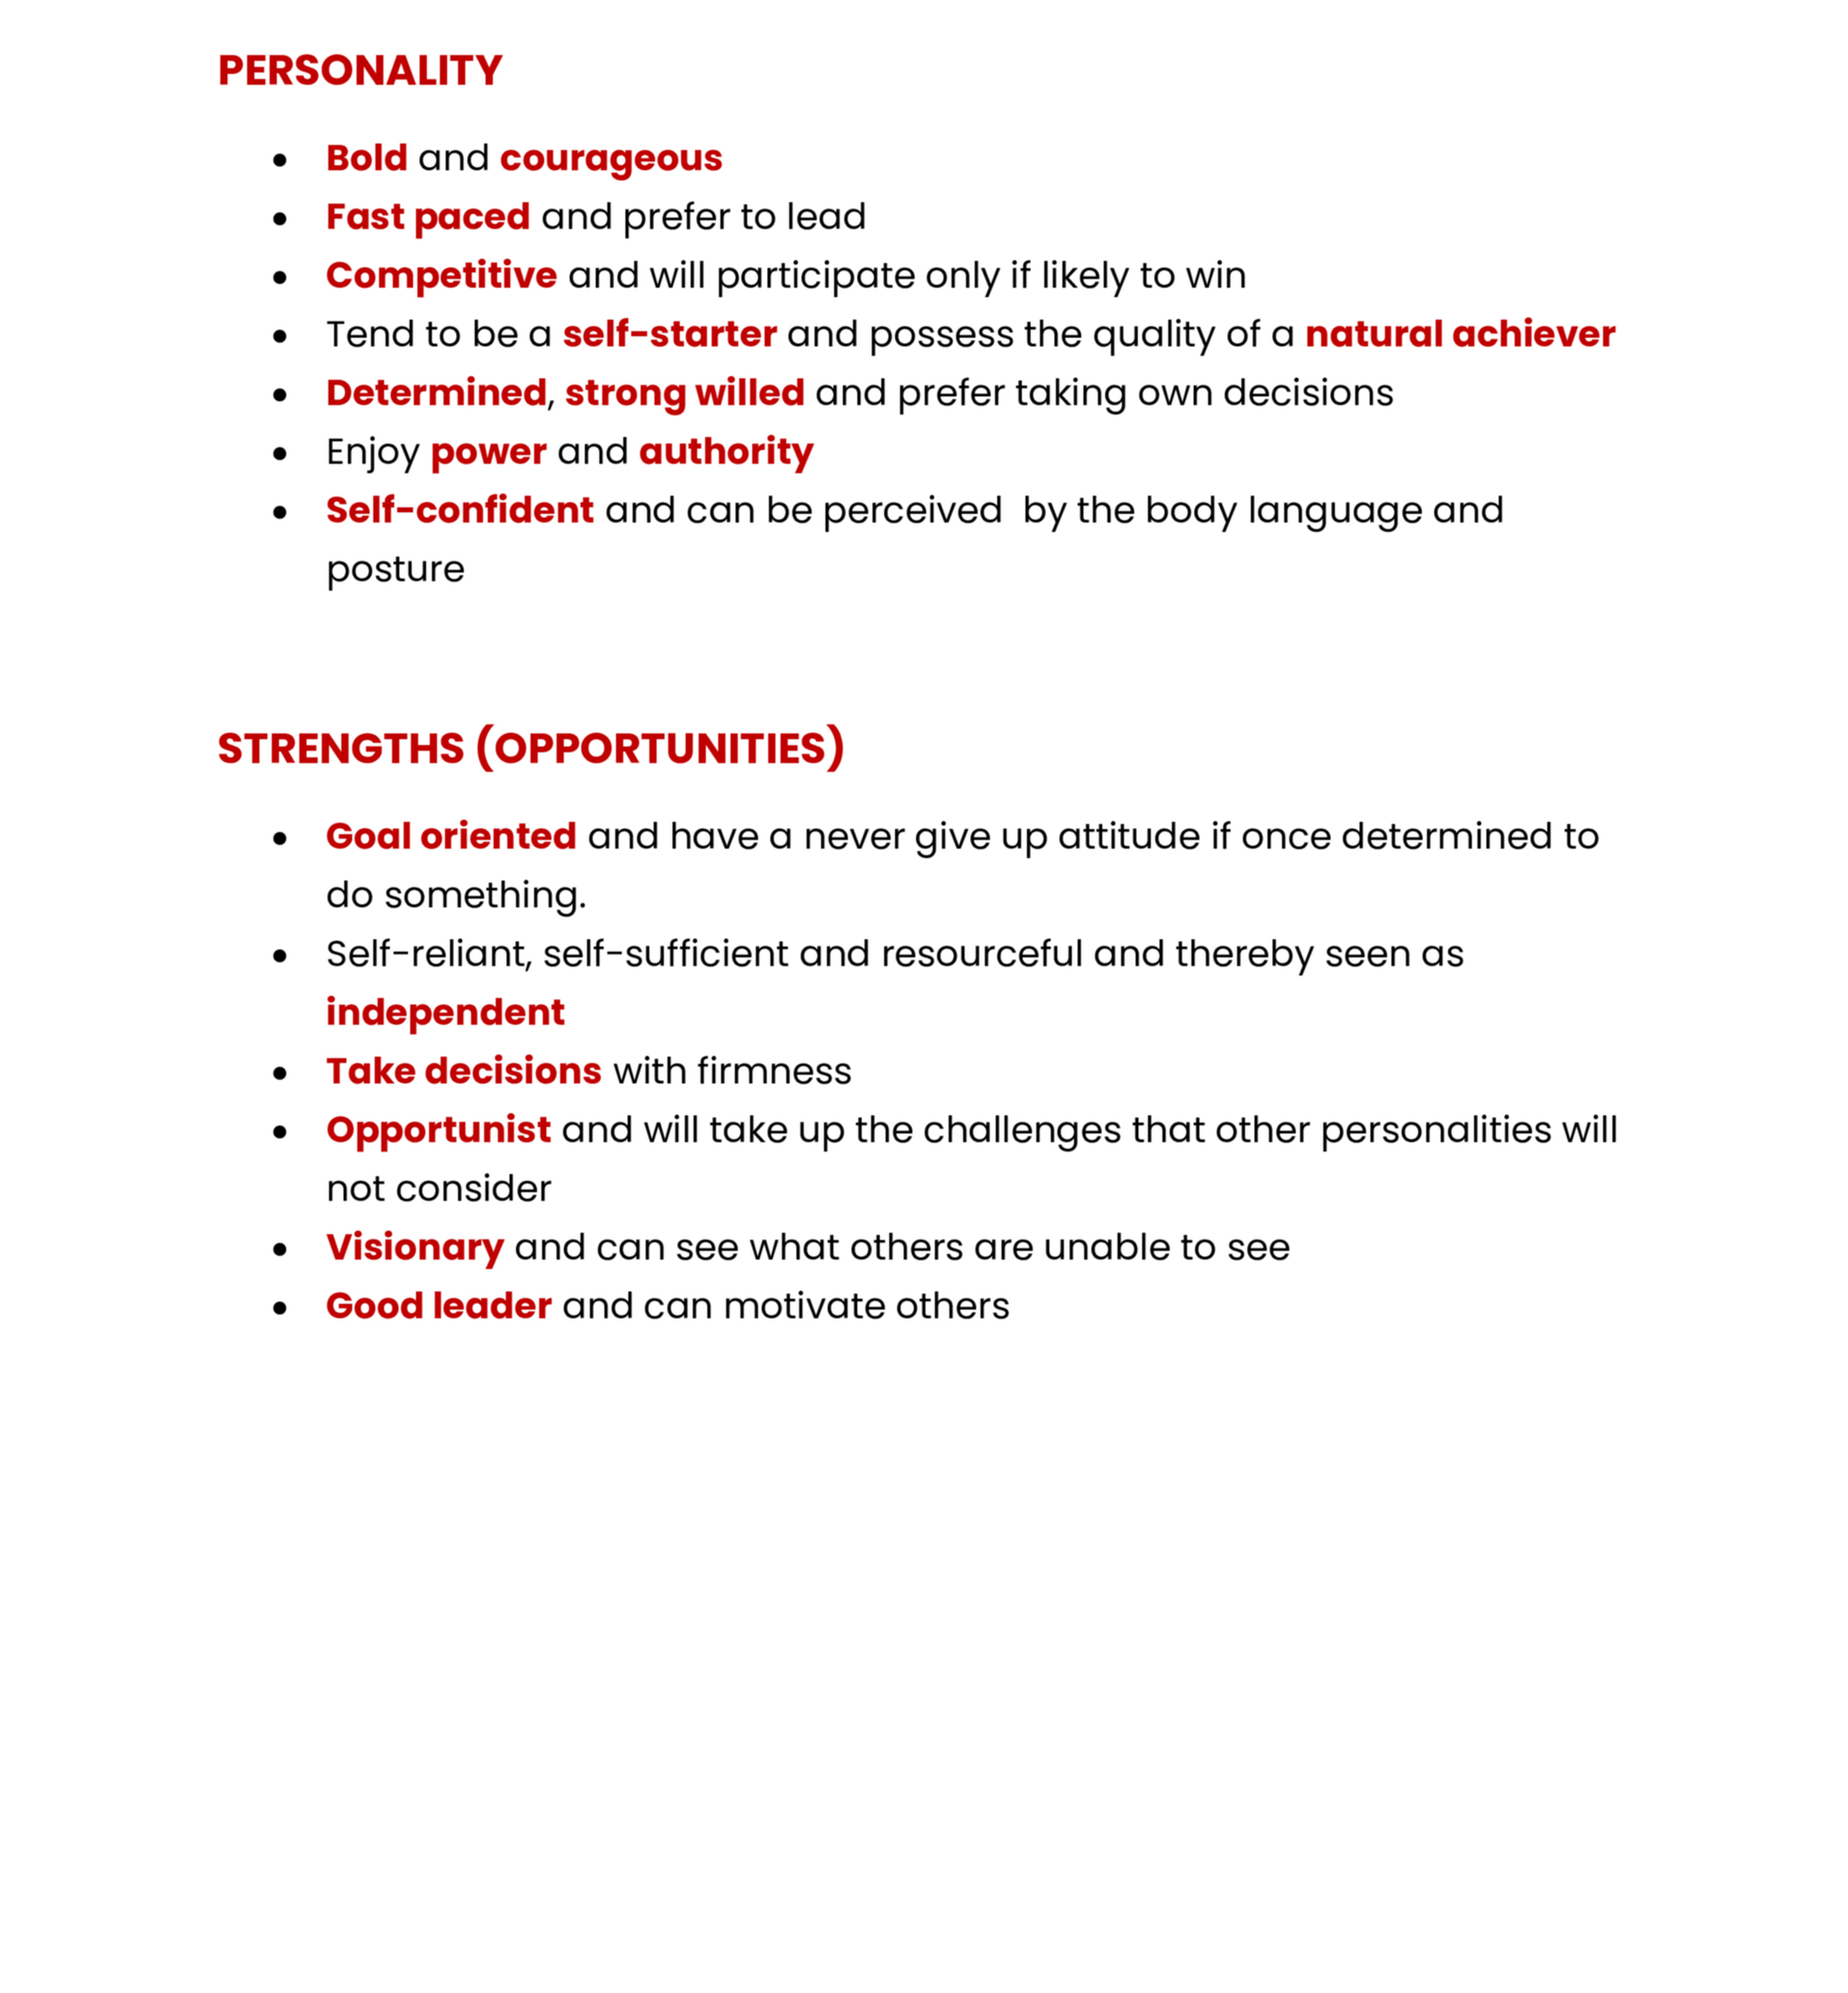 PERSONALITY
• Bold and courageous
• Fast paced and prefer to lead
• Competitive and will participate only if likely to win
• Tend to be a self-starter and possess the quality of a natural achiever
• Determined, strong willed and prefer taking own decisions
• Enjoy power and authority
• Self-confident and can be perceived  by the body language and
posture
STRENGTHS (OPPORTUNITIES)
• Goal oriented and have a never give up attitude if once determined to
do something.
• Self-reliant, self-sufficient and resourceful and thereby seen as
independent
• Take decisions with firmness
• Opportunist and will take up the challenges that other personalities will
not consider
• Visionary and can see what others are unable to see
• Good leader and can motivate others